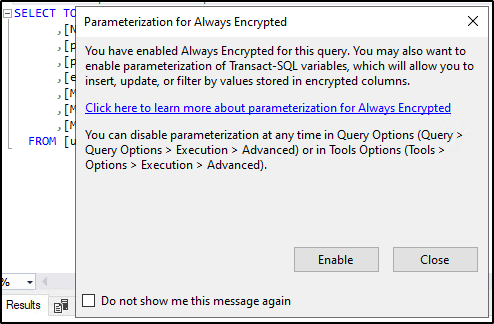 SELECT TO
Parameterization for Always Encrypted
,[N
,[p
,[p
,[e
,[M
,[M
,[M
FROM [u
You have enabled Always Encrypted for this query. You may also want to
enable parameterization of Transact-SQL variables, which will allow you to
insert, update, or filter by values stored in encrypted columns.
Click here to learn more about parameterization for Always Encrypted
You can disable parameterization at any time in Query Options (Query >
Query Options > Execution > Advanced) or in Tools Options (Tools >
Options > Execution > Advanced).
Enable
Close
%
Results
Do not show me this message again